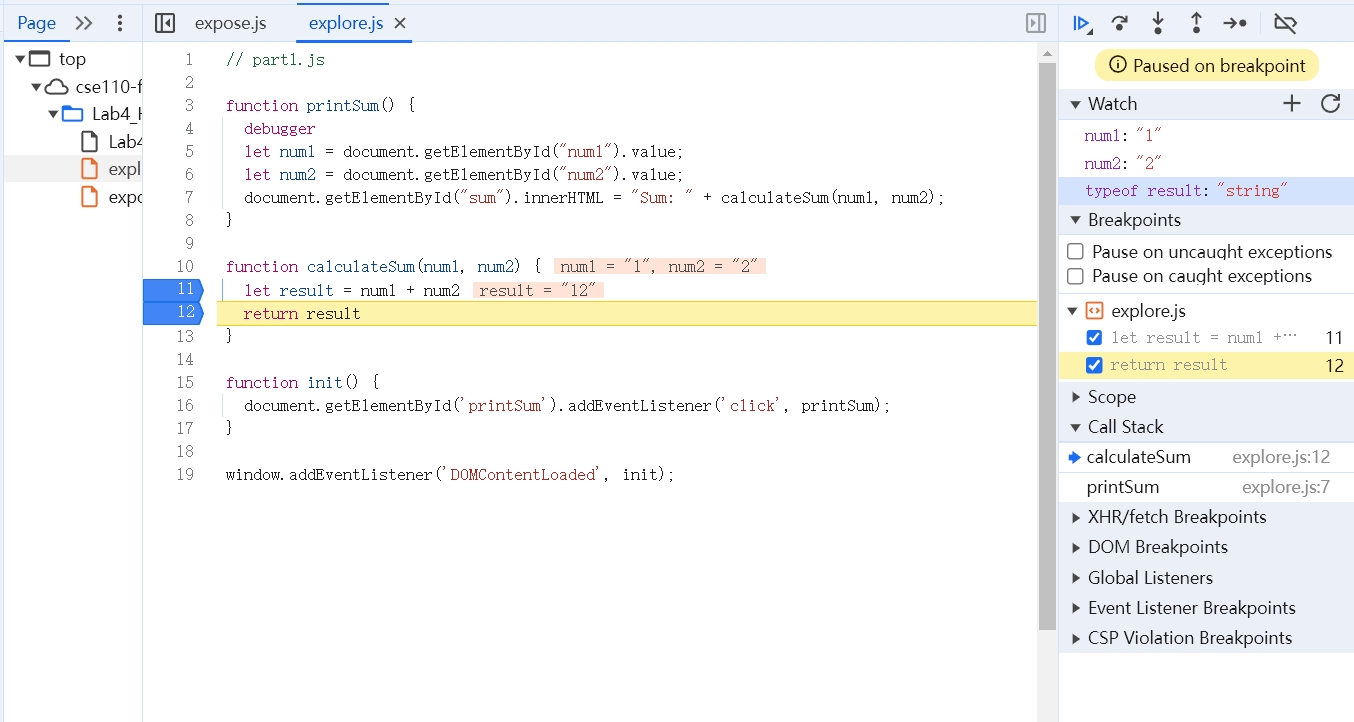 Page
expose.js
explore.js
top
cse110-f
Lab4_H
Lab4
expl
expo
1 // part1.js
2
3 function printSum() {
4 debugger
5 let num1 = document.getElementById("num1").value;
6 let num2 = document.getElementById("num2").value;
7 document.getElementById("sum").innerHTML = "Sum: " + calculateSum(num1, num2);
8 }
9
10 function calculateSum(num1, num2) { num1 = "1", num2 = "2"
11 let result = num1 + num2 result = "12"
12 return result
13 }
14
15 function init() {
16 document.getElementById('printSum').addEventListener('click', printSum);
17 }
18
19 window.addEventListener('DOMContentLoaded', init);
Paused on breakpoint
Watch
num1: "1"
num2: "2"
typeof result: "string"
Breakpoints
Pause on uncaught exceptions
Pause on caught exceptions
explore.js
let result = num1 +… 11
return result 12
Scope
Call Stack
calculateSum explore.js:12
printSum explore.js:7
XHR/fetch Breakpoints
DOM Breakpoints
Global Listeners
Event Listener Breakpoints
CSP Violation Breakpoints